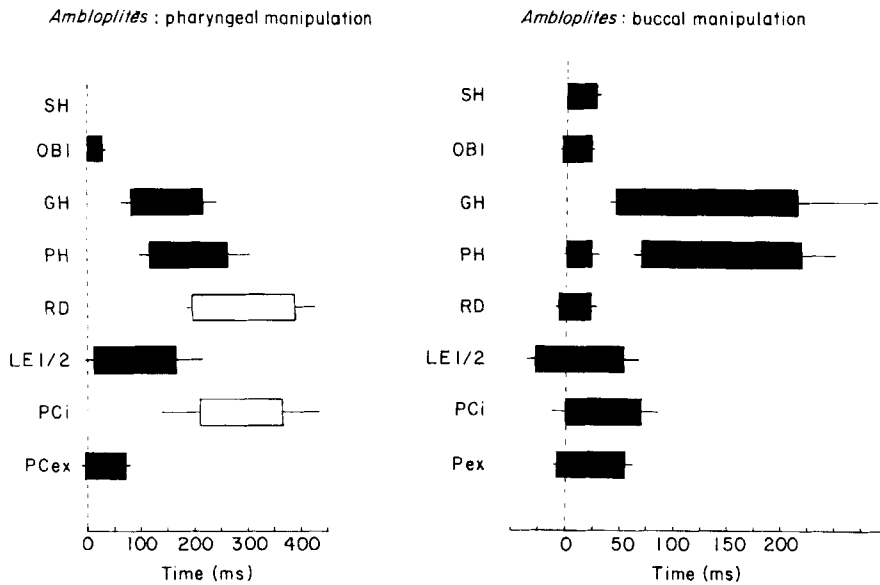 Ambloplites : pharyngeal manipulation
SH
OBI
GH
PH
RD
LE1/2
PCi
PCex
0 100 200 300 400
Time (ms)
Ambloplites : buccal manipulation
SH
OBI
GH
PH
RD
LE1/2
PCi
Pex
0 50 100 150 200
Time (ms)